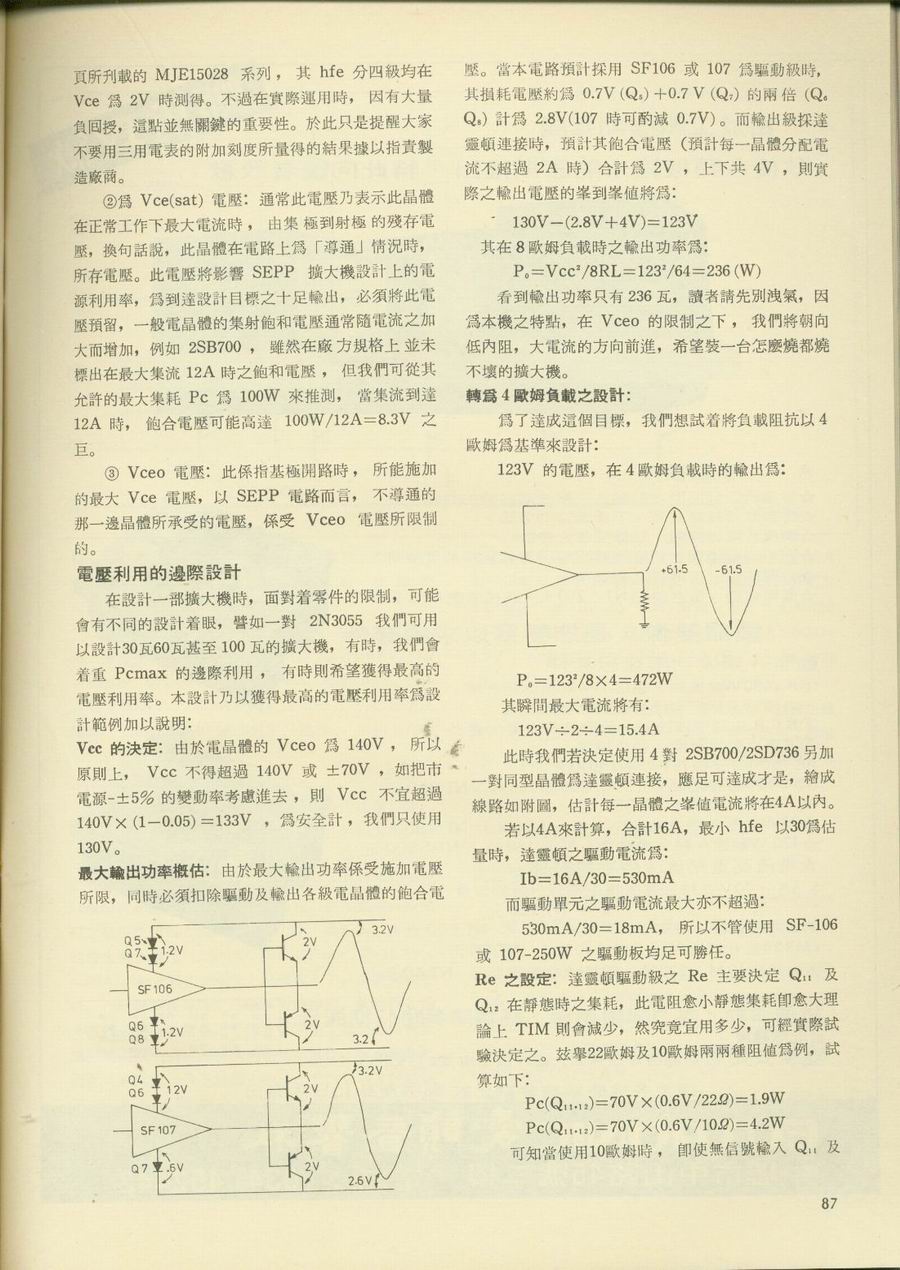 頁所刋載的 MJE15028 系列，其 hfe 分四級均在
Vce 爲 2V 時測得。不過在實際運用時，因有大量
負囘授，這點並無關鍵的重要性。於此只是提醒大家
不要用三用電表的附加刻度所量得的結果據以指責製
造廠商。
②爲 Vce(sat) 電壓：通常此電壓乃表示此晶體
在正常工作下最大電流時，由集極到射極的殘存電
壓，換句話說，此晶體在電路上爲「導通」情況時，
所存電壓。此電壓將影響 SEPP 擴大機設計上的電
源利用率，爲到達設計目標之十足輸出，必須將此電
壓預留，一般電晶體的集射飽和電壓通常隨電流之加
大而增加，例如 2SB700 ，雖然在廠方規格上並未
標出在最大集流 12A 時之飽和電壓，但我們可從其
允許的最大集耗 Pc 爲 100W 來推測，當集流到達
12A 時，飽合電壓可能高達 100W/12A=8.3V 之
巨。
③ Vceo 電壓：此係指基極開路時，所能施加
的最大 Vce 電壓，以 SEPP 電路而言，不導通的
那一邊晶體所承受的電壓，係受 Vceo 電壓所限制
的。
電壓利用的邊際設計
在設計一部擴大機時，面對着零件的限制，可能
會有不同的設計着眼，譬如一對 2N3055 我們可用
以設計30瓦60瓦甚至 100 瓦的擴大機，有時，我們會
着重 Pcmax 的邊際利用，有時則希望獲得最高的
電壓利用率。本設計乃以獲得最高的電壓利用率爲設
計範例加以說明：
Vcc 的決定：由於電晶體的 Vceo 爲 140V ，所以
原則上， Vcc 不得超過 140V 或 ±70V ，如把市
電源-±5% 的變動率考慮進去，則 Vcc 不宜超過
140V× (1—0.05) =133V ，爲安全計，我們只使用
130V。
最大輸出功率概估：由於最大輸出功率係受施加電壓
所限，同時必須扣除驅動及輸出各級電晶體的飽合電
Q5
Q7
1.2V
SF106
Q6
Q8
1.2V
2V
2V
3.2V
3.2
Q4
Q6
12V
SF107
Q7
.6V
2V
2V
3.2V
2.6V
壓。當本電路預計採用 SF106 或 107 爲驅動級時，
其損耗電壓約爲 0.7V (Q₅) +0.7 V (Q₇) 的兩倍 (Q₆
Q₈) 計爲 2.8V(107 時可酌減 0.7V)。而輸出級採達
靈頓連接時，預計其飽合電壓（預計每一晶體分配電
流不超過 2A 時）合計爲 2V ，上下共 4V ，則實
際之輸出電壓的峯到峯值將爲：
130V—(2.8V+4V)=123V
其在 8 歐姆負載時之輸出功率爲：
P₀=Vcc²/8RL=123²/64=236 (W)
看到輸出功率只有 236 瓦，讀者請先別洩氣，因
爲本機之特點，在 Vceo 的限制之下，我們將朝向
低內阻，大電流的方向前進，希望裝一台怎麼燒都燒
不壞的擴大機。
轉爲 4 歐姆負載之設計：
爲了達成這個目標，我們想試着將負載阻抗以 4
歐姆爲基準來設計：
123V 的電壓，在 4 歐姆負載時的輸出爲：
+61.5
-61.5
P₀=123²/8×4=472W
其瞬間最大電流將有：
123V÷2÷4=15.4A
此時我們若決定使用 4 對 2SB700/2SD736 另加
一對同型晶體爲達靈頓連接，應足可達成才是，繪成
線路如附圖，估計每一晶體之峯値電流將在4A以內。
若以4A來計算，合計16A，最小 hfe 以30爲估
量時，達靈頓之驅動電流爲：
Ib=16A/30=530mA
而驅動單元之驅動電流最大亦不超過：
530mA/30=18mA，所以不管使用 SF-106
或 107-250W 之驅動板均足可勝任。
Re 之設定：達靈頓驅動級之 Re 主要決定 Q₁₁ 及
Q₁₂ 在靜態時之集耗，此電阻愈小靜態集耗卽愈大理
論上 TIM 則會減少，然究竟宜用多少，可經實際試
驗決定之。玆舉22歐姆及10歐姆兩兩種阻値爲例，試
算如下：
Pc(Q₁₁.₁₂)=70V×(0.6V/22Ω)=1.9W
Pc(Q₁₁.₁₂)=70V×(0.6V/10Ω)=4.2W
可知當使用10歐姆時，卽使無信號輸入 Q₁₁ 及
87